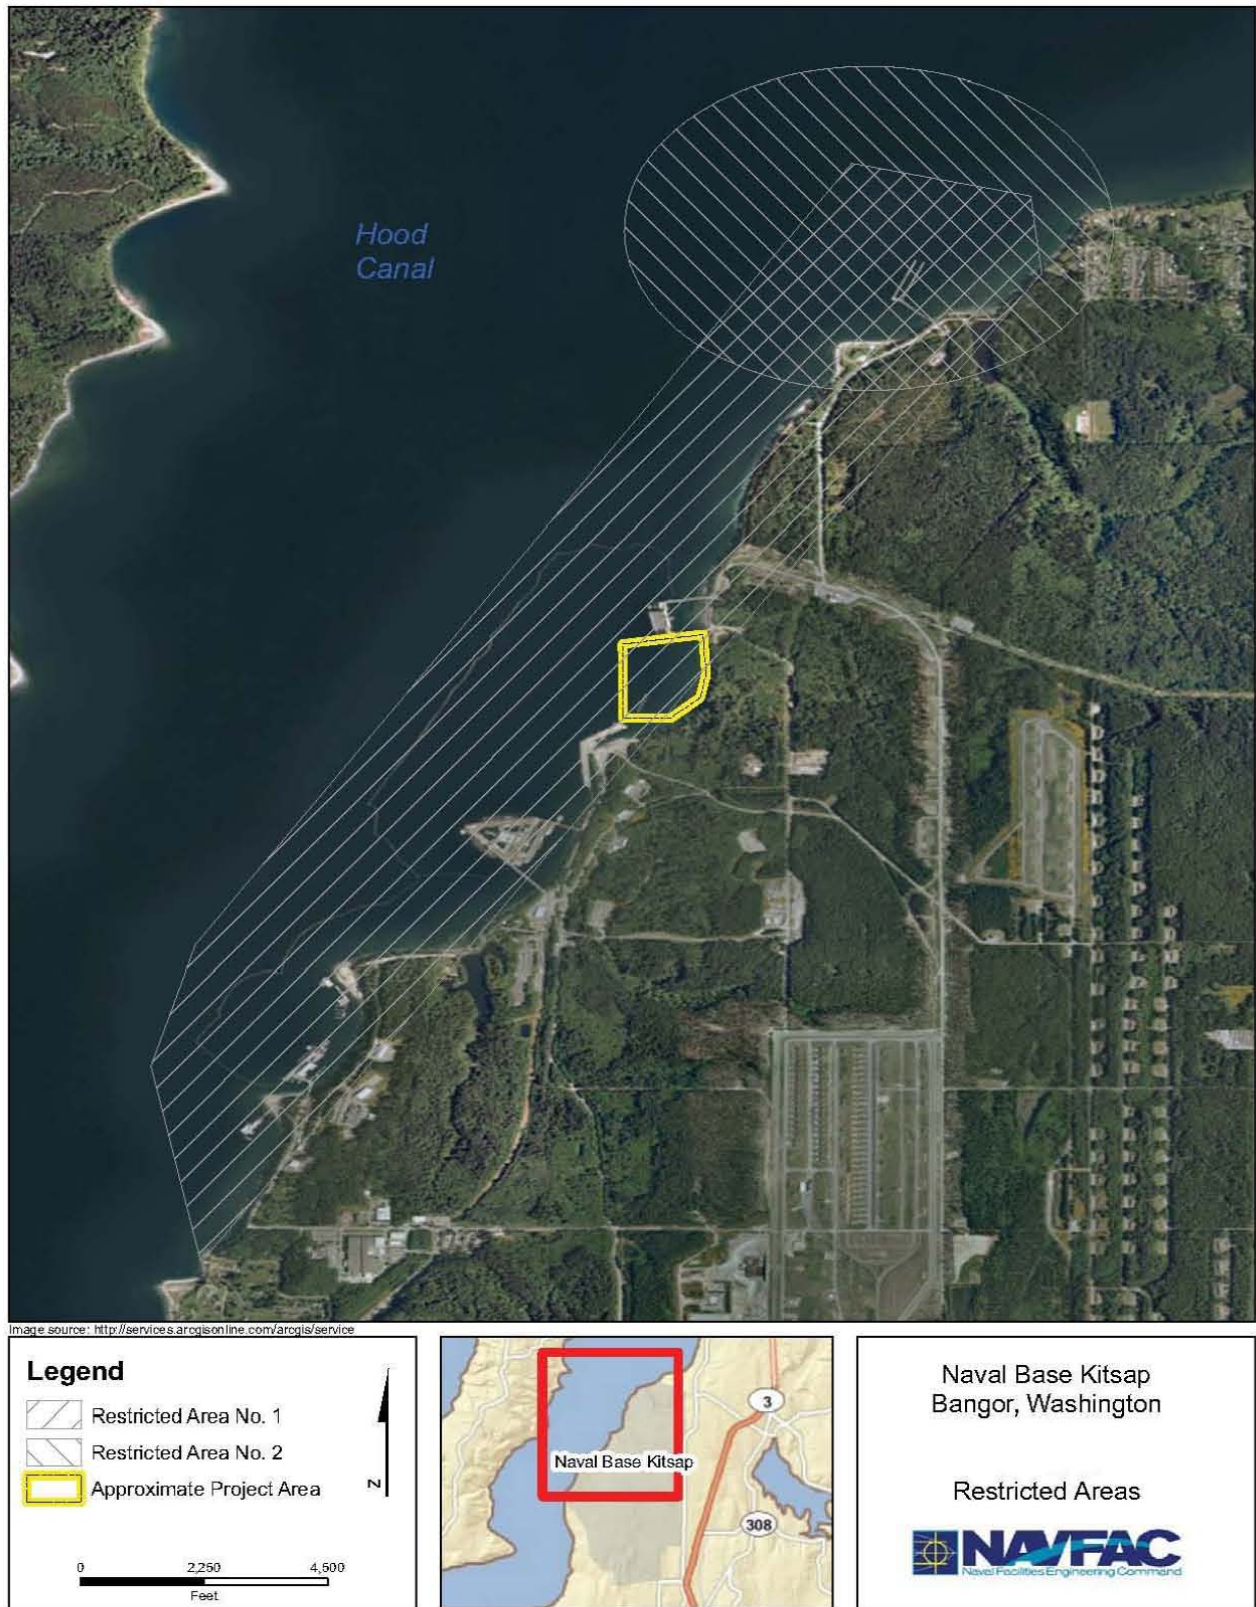 Hood
Canal
Image source: http://services.arcgisonline.com/arcgis/service
Legend
Restricted Area No. 1
Restricted Area No. 2
Approximate Project Area
N
0 2,250 4,500
Feet
3
Naval Base Kitsap
308
Naval Base Kitsap
Bangor, Washington
Restricted Areas
NAVFAC
Naval Facilities Engineering Command